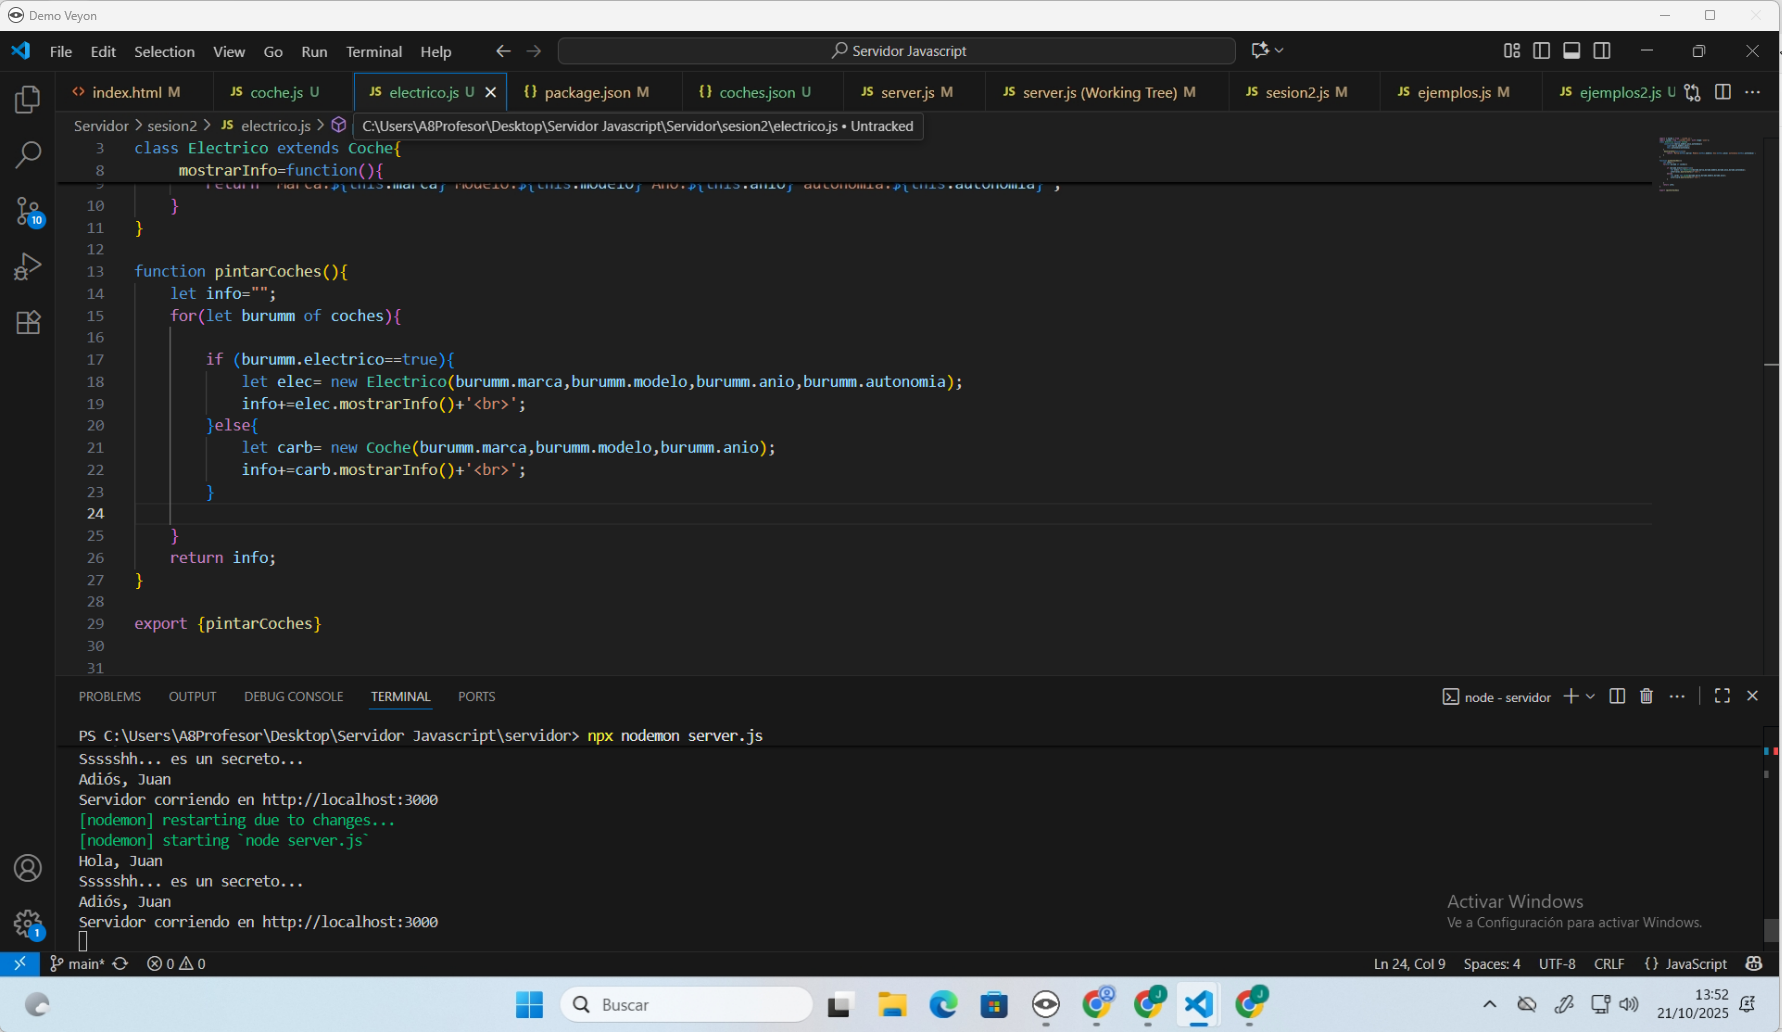 Demo Veyon
File Edit Selection View Go Run Terminal Help
Servidor Javascript
index.html M
JS coche.js U
JS electrico.js U
{} package.json M
{} coches.json U
JS server.js M
JS server.js (Working Tree) M
JS sesion2.js M
JS ejemplos.js M
JS ejemplos2.js U
Servidor > sesion2 > JS electrico.js >
C:\Users\A8Profesor\Desktop\Servidor Javascript\Servidor\sesion2\electrico.js • Untracked
3 class Electrico extends Coche{
8 mostrarInfo=function(){
9 return `Marca:${this.marca} Modelo:${this.modelo} Año:${this.anio} autonomia:${this.autonomia}`;
10 }
11 }
12
13 function pintarCoches(){
14 let info="";
15 for(let burumm of coches){
16
17 if (burumm.electrico==true){
18 let elec= new Electrico(burumm.marca,burumm.modelo,burumm.anio,burumm.autonomia);
19 info+=elec.mostrarInfo()+'<br>';
20 }else{
21 let carb= new Coche(burumm.marca,burumm.modelo,burumm.anio);
22 info+=carb.mostrarInfo()+'<br>';
23 }
24
25 }
26 return info;
27 }
28
29 export {pintarCoches}
30
31
10
1
PROBLEMS OUTPUT DEBUG CONSOLE TERMINAL PORTS
node - servidor
PS C:\Users\A8Profesor\Desktop\Servidor Javascript\servidor> npx nodemon server.js
Ssssshh... es un secreto...
Adiós, Juan
Servidor corriendo en http://localhost:3000
[nodemon] restarting due to changes...
[nodemon] starting `node server.js`
Hola, Juan
Ssssshh... es un secreto...
Adiós, Juan
Servidor corriendo en http://localhost:3000
Activar Windows
Ve a Configuración para activar Windows.
main* 0 0
Ln 24, Col 9 Spaces: 4 UTF-8 CRLF {} JavaScript
Buscar
13:52
21/10/2025